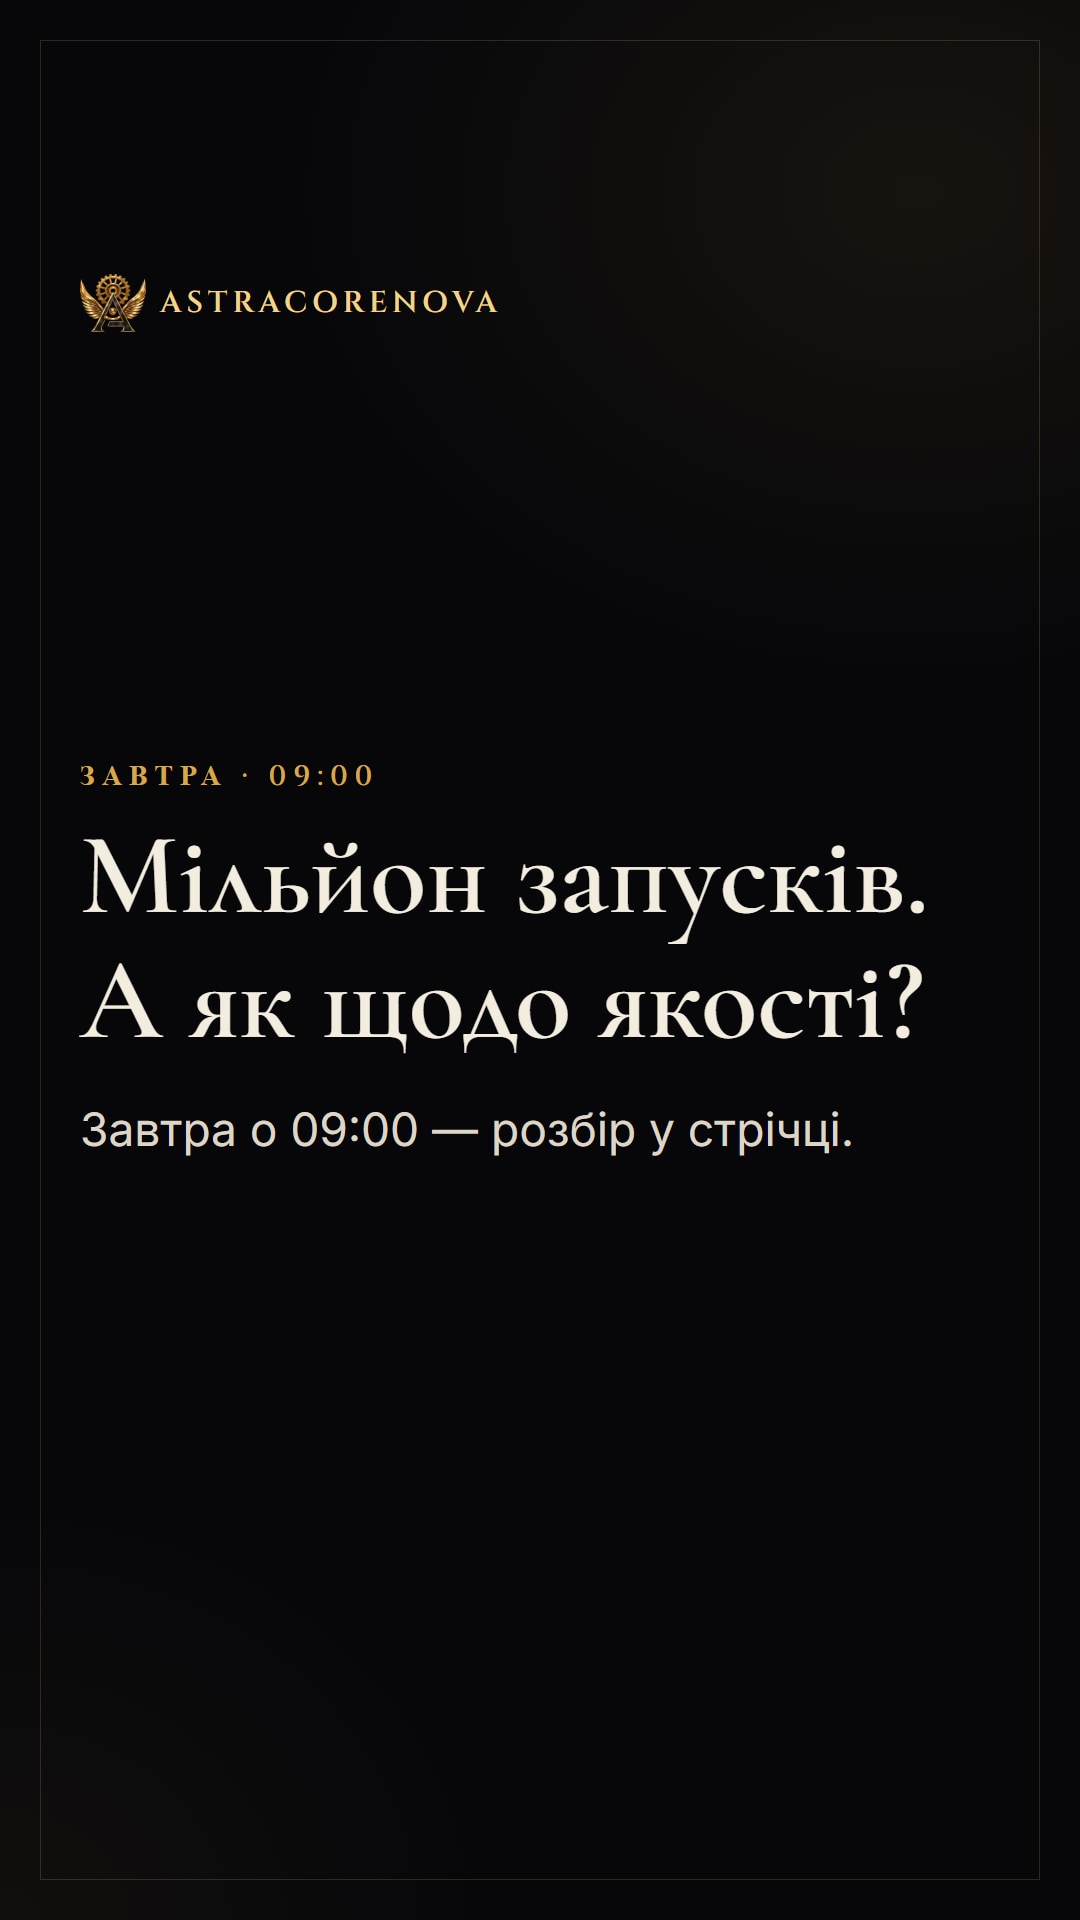 ASTRACORENOVA
ЗАВТРА · 09:00
Мільйон запусків.
А як щодо якості?
Завтра о 09:00 — розбір у стрічці.